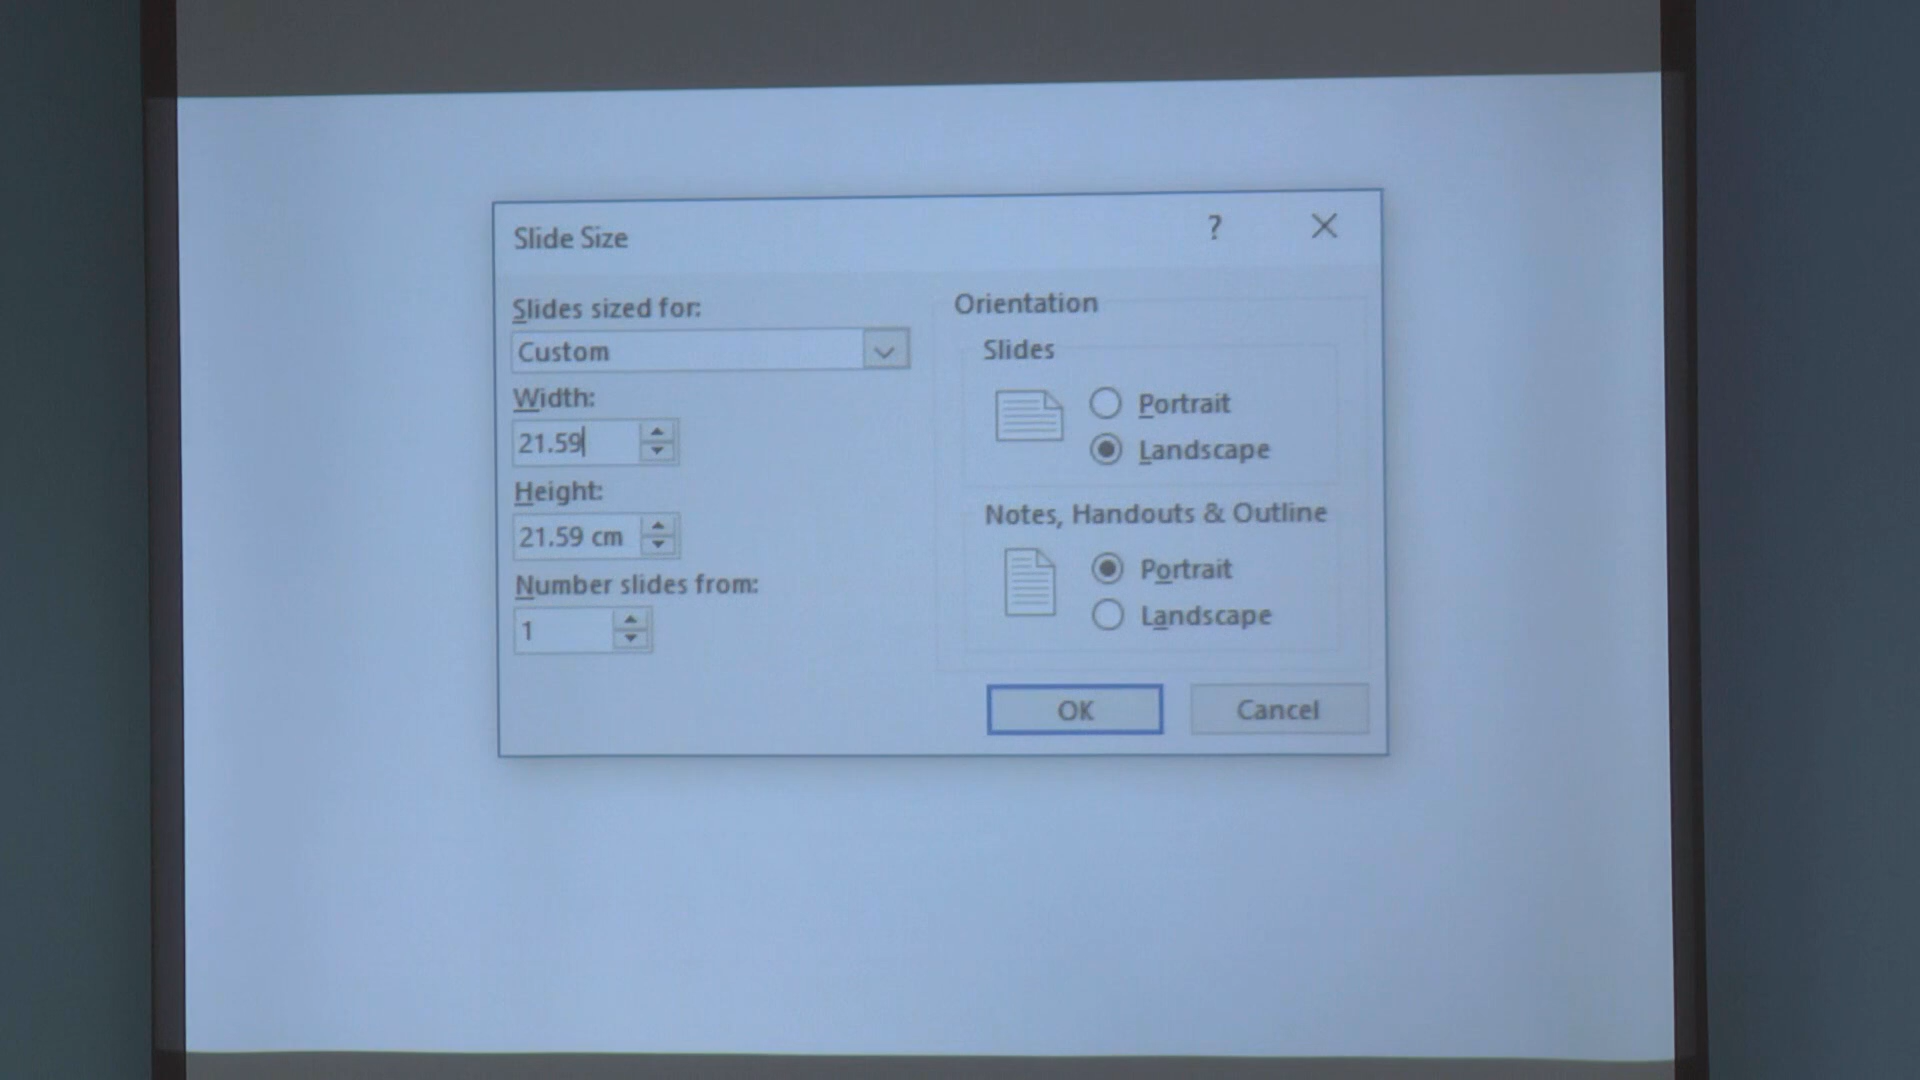 Slide Size
?
Slides sized for:
Custom
Width:
21.59
Height:
21.59 cm
Number slides from:
1
Orientation
Slides
Portrait
Landscape
Notes, Handouts & Outline
Portrait
Landscape
OK
Cancel